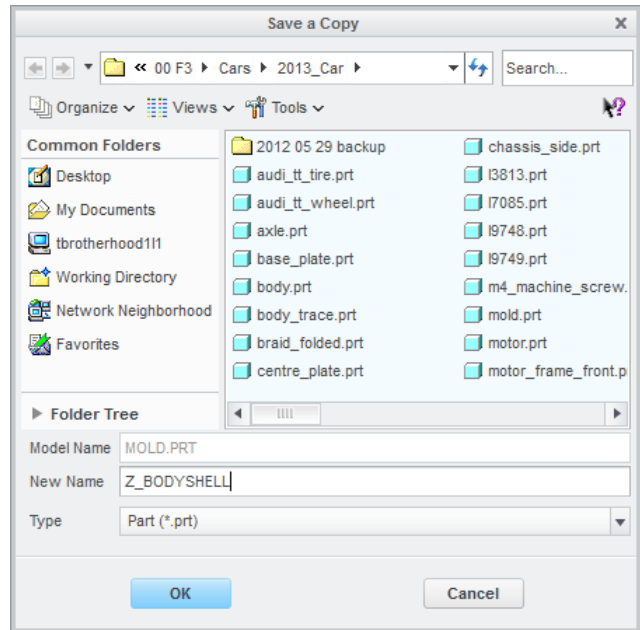 Save a Copy
« 00 F3 Cars 2013_Car
Search...
Organize Views Tools
Common Folders
Desktop
My Documents
tbrotherhood1l1
Working Directory
Network Neighborhood
Favorites
Folder Tree
2012 05 29 backup
audi_tt_tire.prt
audi_tt_wheel.prt
axle.prt
base_plate.prt
body.prt
body_trace.prt
braid_folded.prt
centre_plate.prt
chassis_side.prt
l3813.prt
l7085.prt
l9748.prt
l9749.prt
m4_machine_screw.
mold.prt
motor.prt
motor_frame_front.p
Model Name MOLD.PRT
New Name Z_BODYSHELL
Type Part (*.prt)
OK Cancel